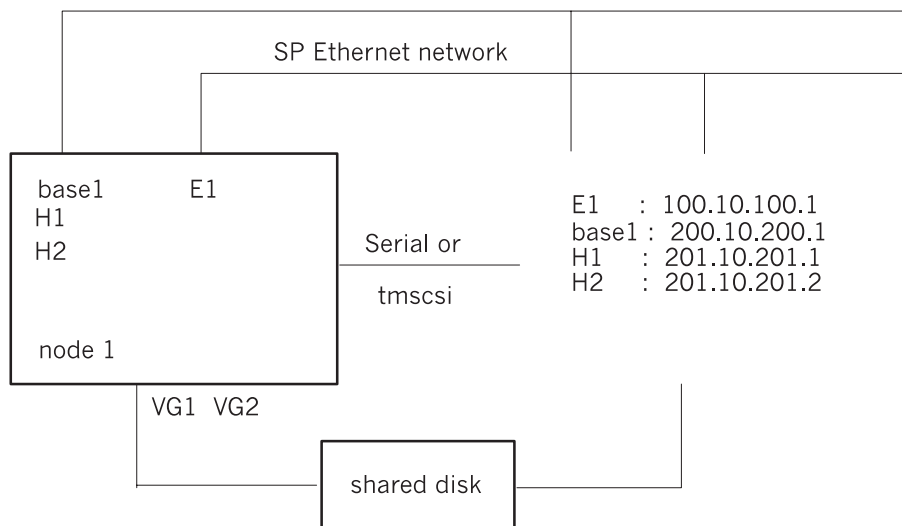 SP Ethernet network
base1 E1
H1
H2
node 1
Serial or
tmscsi
E1 : 100.10.100.1
base1 : 200.10.200.1
H1 : 201.10.201.1
H2 : 201.10.201.2
VG1 VG2
shared disk